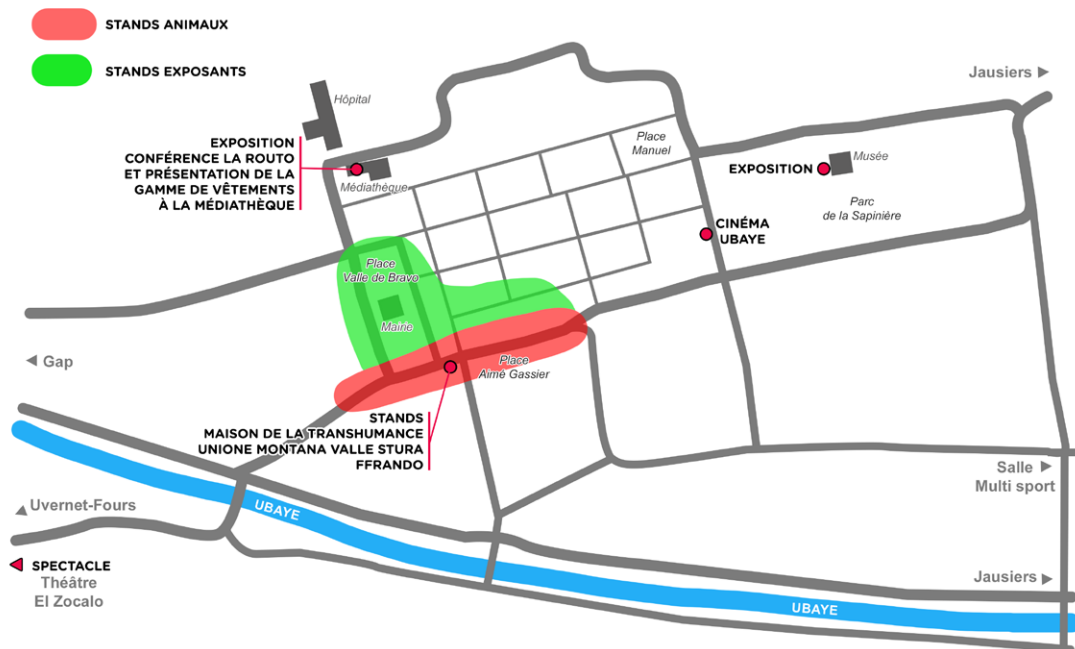 STANDS ANIMAUX
STANDS EXPOSANTS
Jausiers
Hôpital
EXPOSITION
CONFÉRENCE LA ROUTO
ET PRÉSENTATION DE LA
GAMME DE VÊTEMENTS
À LA MÉDIATHÈQUE
Médiathèque
Place
Manuel
EXPOSITION
Musée
Parc
de la Sapinière
CINÉMA
UBAYE
Place
Valle de Bravo
Mairie
Gap
Place
Aimé Gassier
STANDS
MAISON DE LA TRANSHUMANCE
UNIONE MONTANA VALLE STURA
FFRANDO
Salle
Multi sport
Uvernet-Fours
UBAYE
SPECTACLE
Théâtre
El Zocalo
Jausiers
UBAYE